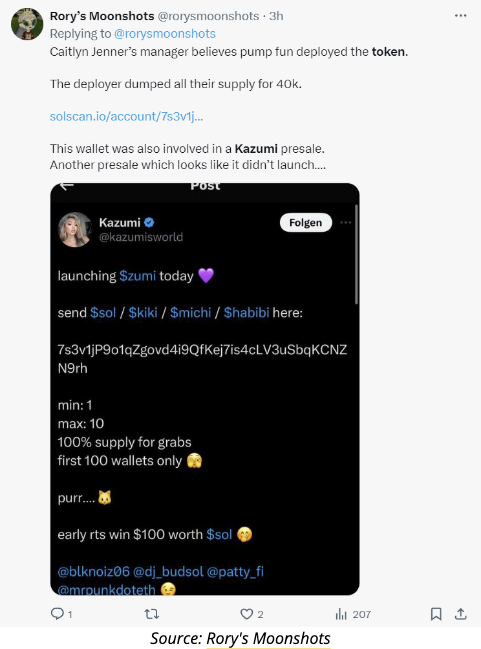 Rory's Moonshots @rorysmoonshots · 3h
Replying to @rorysmoonshots
Caitlyn Jenner's manager believes pump fun deployed the token.
The deployer dumped all their supply for 40k.
solscan.io/account/7s3v1j...
This wallet was also involved in a Kazumi presale.
Another presale which looks like it didn't launch....
Post
Kazumi
Folgen
@kazumisworld
launching $zumi today 💜
send $sol / $kiki / $michi / $habibi here:
7s3v1jP9o1qZgovd4i9QfKej7is4cLV3uSbqKCNZ
N9rh
min: 1
max: 10
100% supply for grabs
first 100 wallets only 🫣
purr.... 🐱
early rts win $100 worth $sol 🤭
@blknoiz06 @dj_budsol @patty_fi
@mrpunkdoteth 😘
1 2 207
Source: Rory's Moonshots